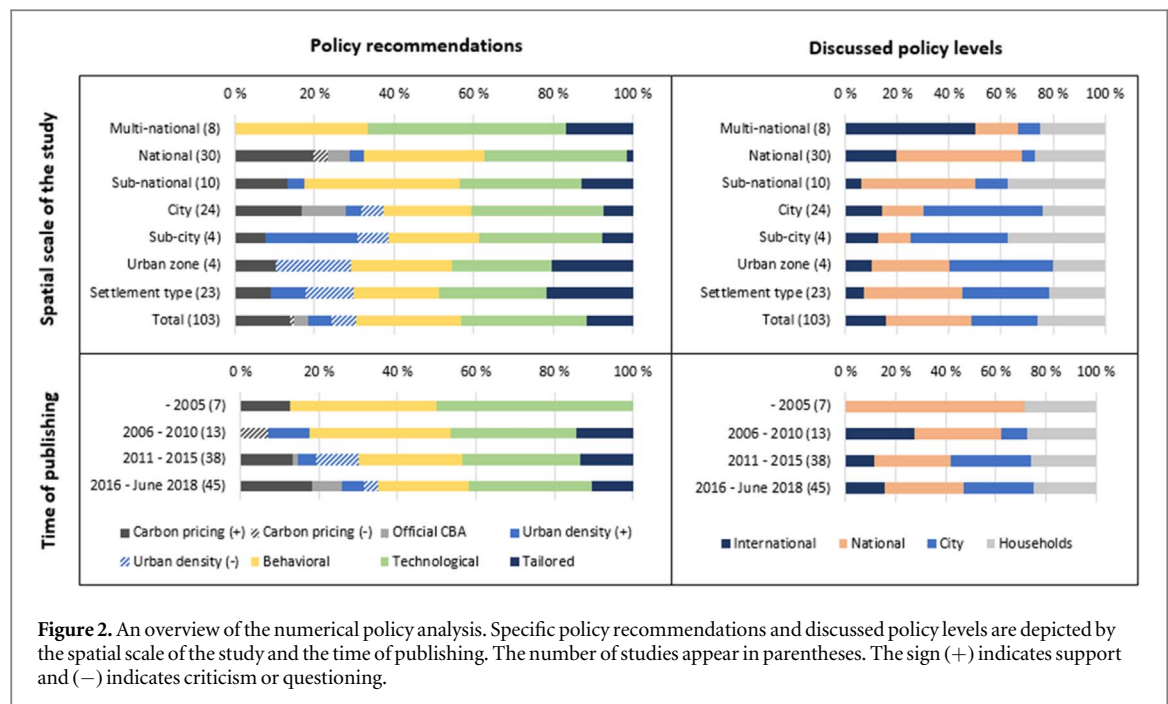 Policy recommendations
Discussed policy levels
Spatial scale of the study
0 % 20 % 40 % 60 % 80 % 100 %
Multi-national (8)
National (30)
Sub-national (10)
City (24)
Sub-city (4)
Urban zone (4)
Settlement type (23)
Total (103)
0 % 20 % 40 % 60 % 80 % 100 %
Multi-national (8)
National (30)
Sub-national (10)
City (24)
Sub-city (4)
Urban zone (4)
Settlement type (23)
Total (103)
Time of publishing
0 % 20 % 40 % 60 % 80 % 100 %
- 2005 (7)
2006 - 2010 (13)
2011 - 2015 (38)
2016 - June 2018 (45)
Carbon pricing (+) Carbon pricing (-) Official CBA Urban density (+)
Urban density (-) Behavioral Technological Tailored
0 % 20 % 40 % 60 % 80 % 100 %
- 2005 (7)
2006 - 2010 (13)
2011 - 2015 (38)
2016 - June 2018 (45)
International National City Households
Figure 2. An overview of the numerical policy analysis. Specific policy recommendations and discussed policy levels are depicted by
the spatial scale of the study and the time of publishing. The number of studies appear in parentheses. The sign (+) indicates support
and (−) indicates criticism or questioning.